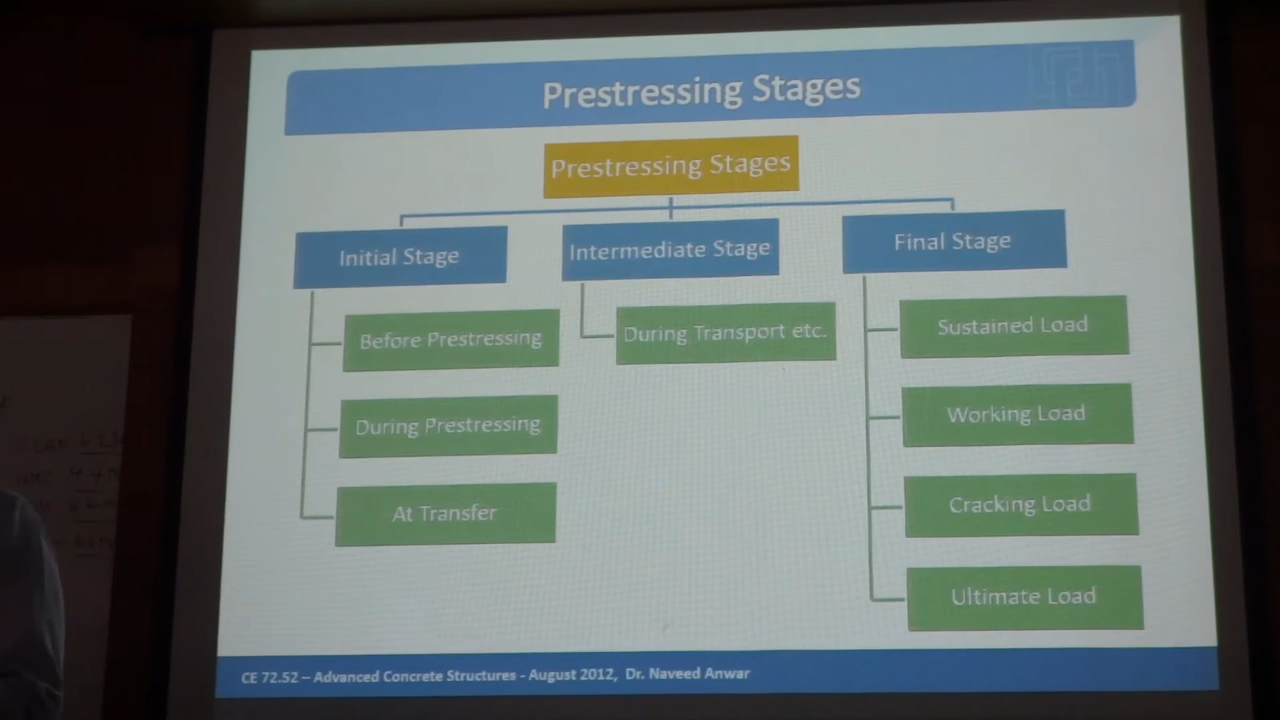 Prestressing Stages
Prestressing Stages
Initial Stage
Before Prestressing
During Prestressing
At Transfer
Intermediate Stage
During Transport etc.
Final Stage
Sustained Load
Working Load
Cracking Load
Ultimate Load
CE 72.52 – Advanced Concrete Structures - August 2012, Dr. Naveed Anwar